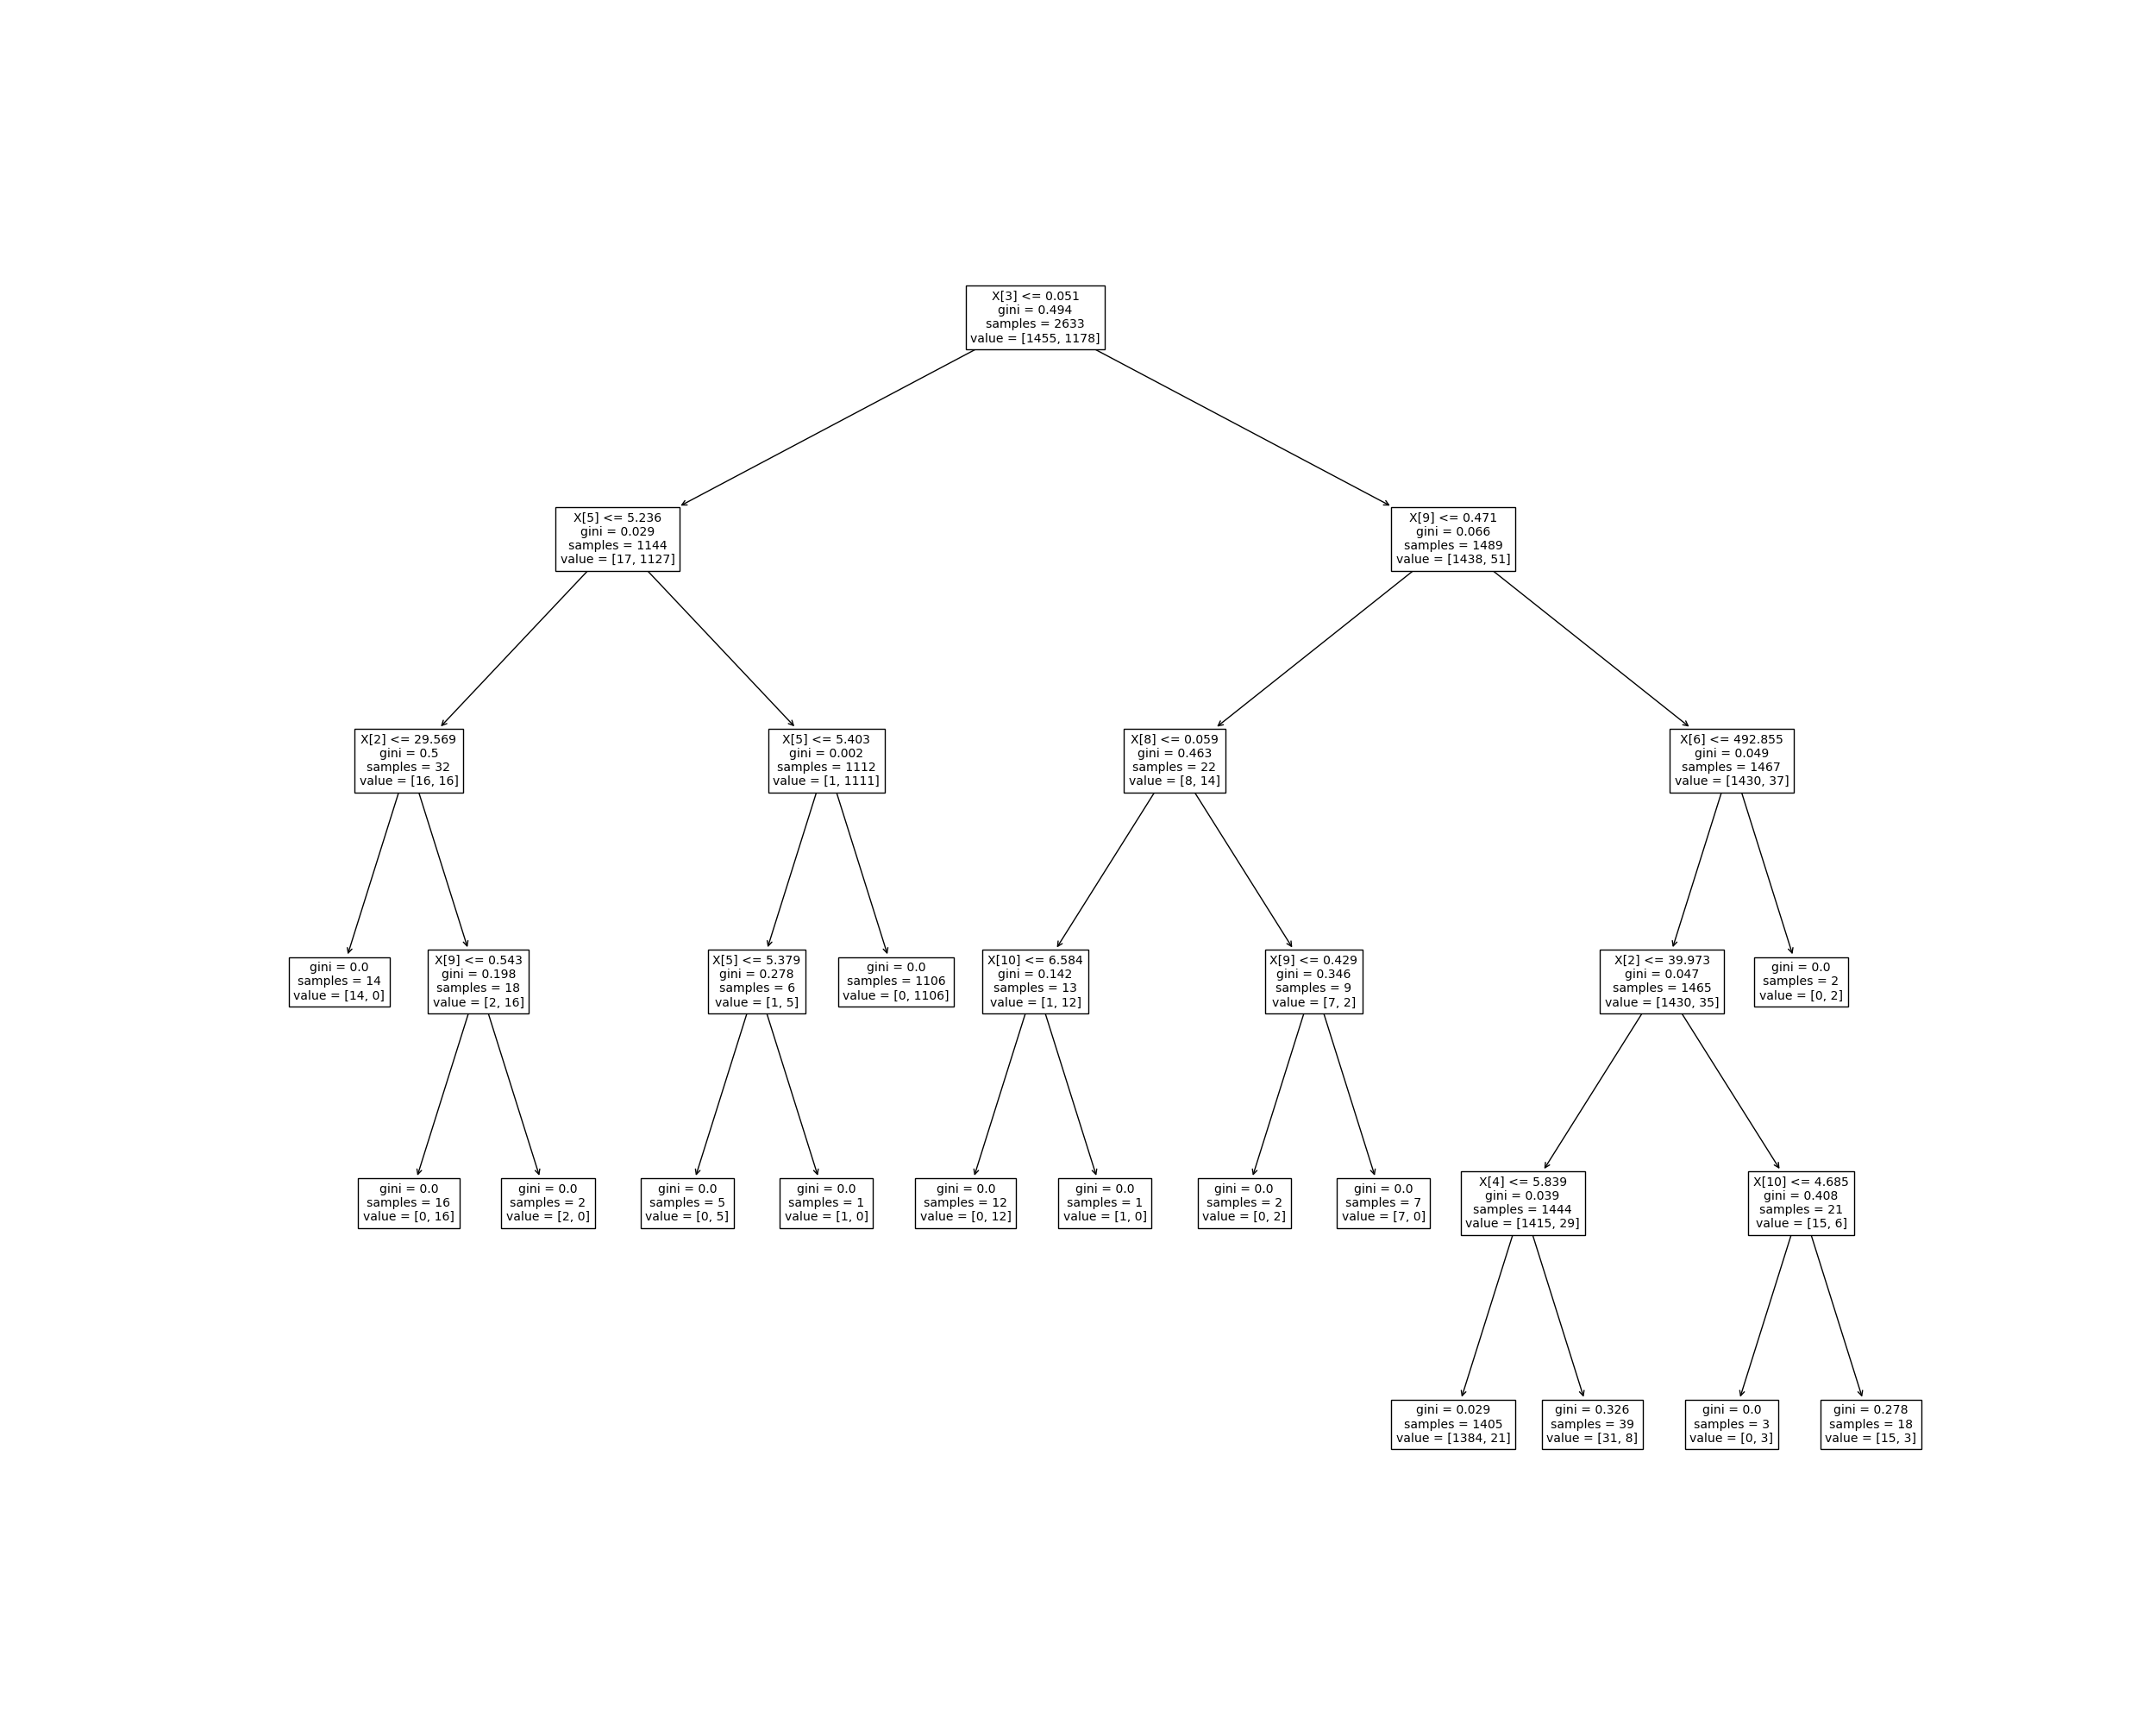 X[3] <= 0.051
gini = 0.494
samples = 2633
value = [1455, 1178]
X[5] <= 5.236
gini = 0.029
samples = 1144
value = [17, 1127]
X[9] <= 0.471
gini = 0.066
samples = 1489
value = [1438, 51]
X[2] <= 29.569
gini = 0.5
samples = 32
value = [16, 16]
X[5] <= 5.403
gini = 0.002
samples = 1112
value = [1, 1111]
X[8] <= 0.059
gini = 0.463
samples = 22
value = [8, 14]
X[6] <= 492.855
gini = 0.049
samples = 1467
value = [1430, 37]
gini = 0.0
samples = 14
value = [14, 0]
X[9] <= 0.543
gini = 0.198
samples = 18
value = [2, 16]
X[5] <= 5.379
gini = 0.278
samples = 6
value = [1, 5]
gini = 0.0
samples = 1106
value = [0, 1106]
X[10] <= 6.584
gini = 0.142
samples = 13
value = [1, 12]
X[9] <= 0.429
gini = 0.346
samples = 9
value = [7, 2]
X[2] <= 39.973
gini = 0.047
samples = 1465
value = [1430, 35]
gini = 0.0
samples = 2
value = [0, 2]
gini = 0.0
samples = 16
value = [0, 16]
gini = 0.0
samples = 2
value = [2, 0]
gini = 0.0
samples = 5
value = [0, 5]
gini = 0.0
samples = 1
value = [1, 0]
gini = 0.0
samples = 12
value = [0, 12]
gini = 0.0
samples = 1
value = [1, 0]
gini = 0.0
samples = 2
value = [0, 2]
gini = 0.0
samples = 7
value = [7, 0]
X[4] <= 5.839
gini = 0.039
samples = 1444
value = [1415, 29]
X[10] <= 4.685
gini = 0.408
samples = 21
value = [15, 6]
gini = 0.029
samples = 1405
value = [1384, 21]
gini = 0.326
samples = 39
value = [31, 8]
gini = 0.0
samples = 3
value = [0, 3]
gini = 0.278
samples = 18
value = [15, 3]